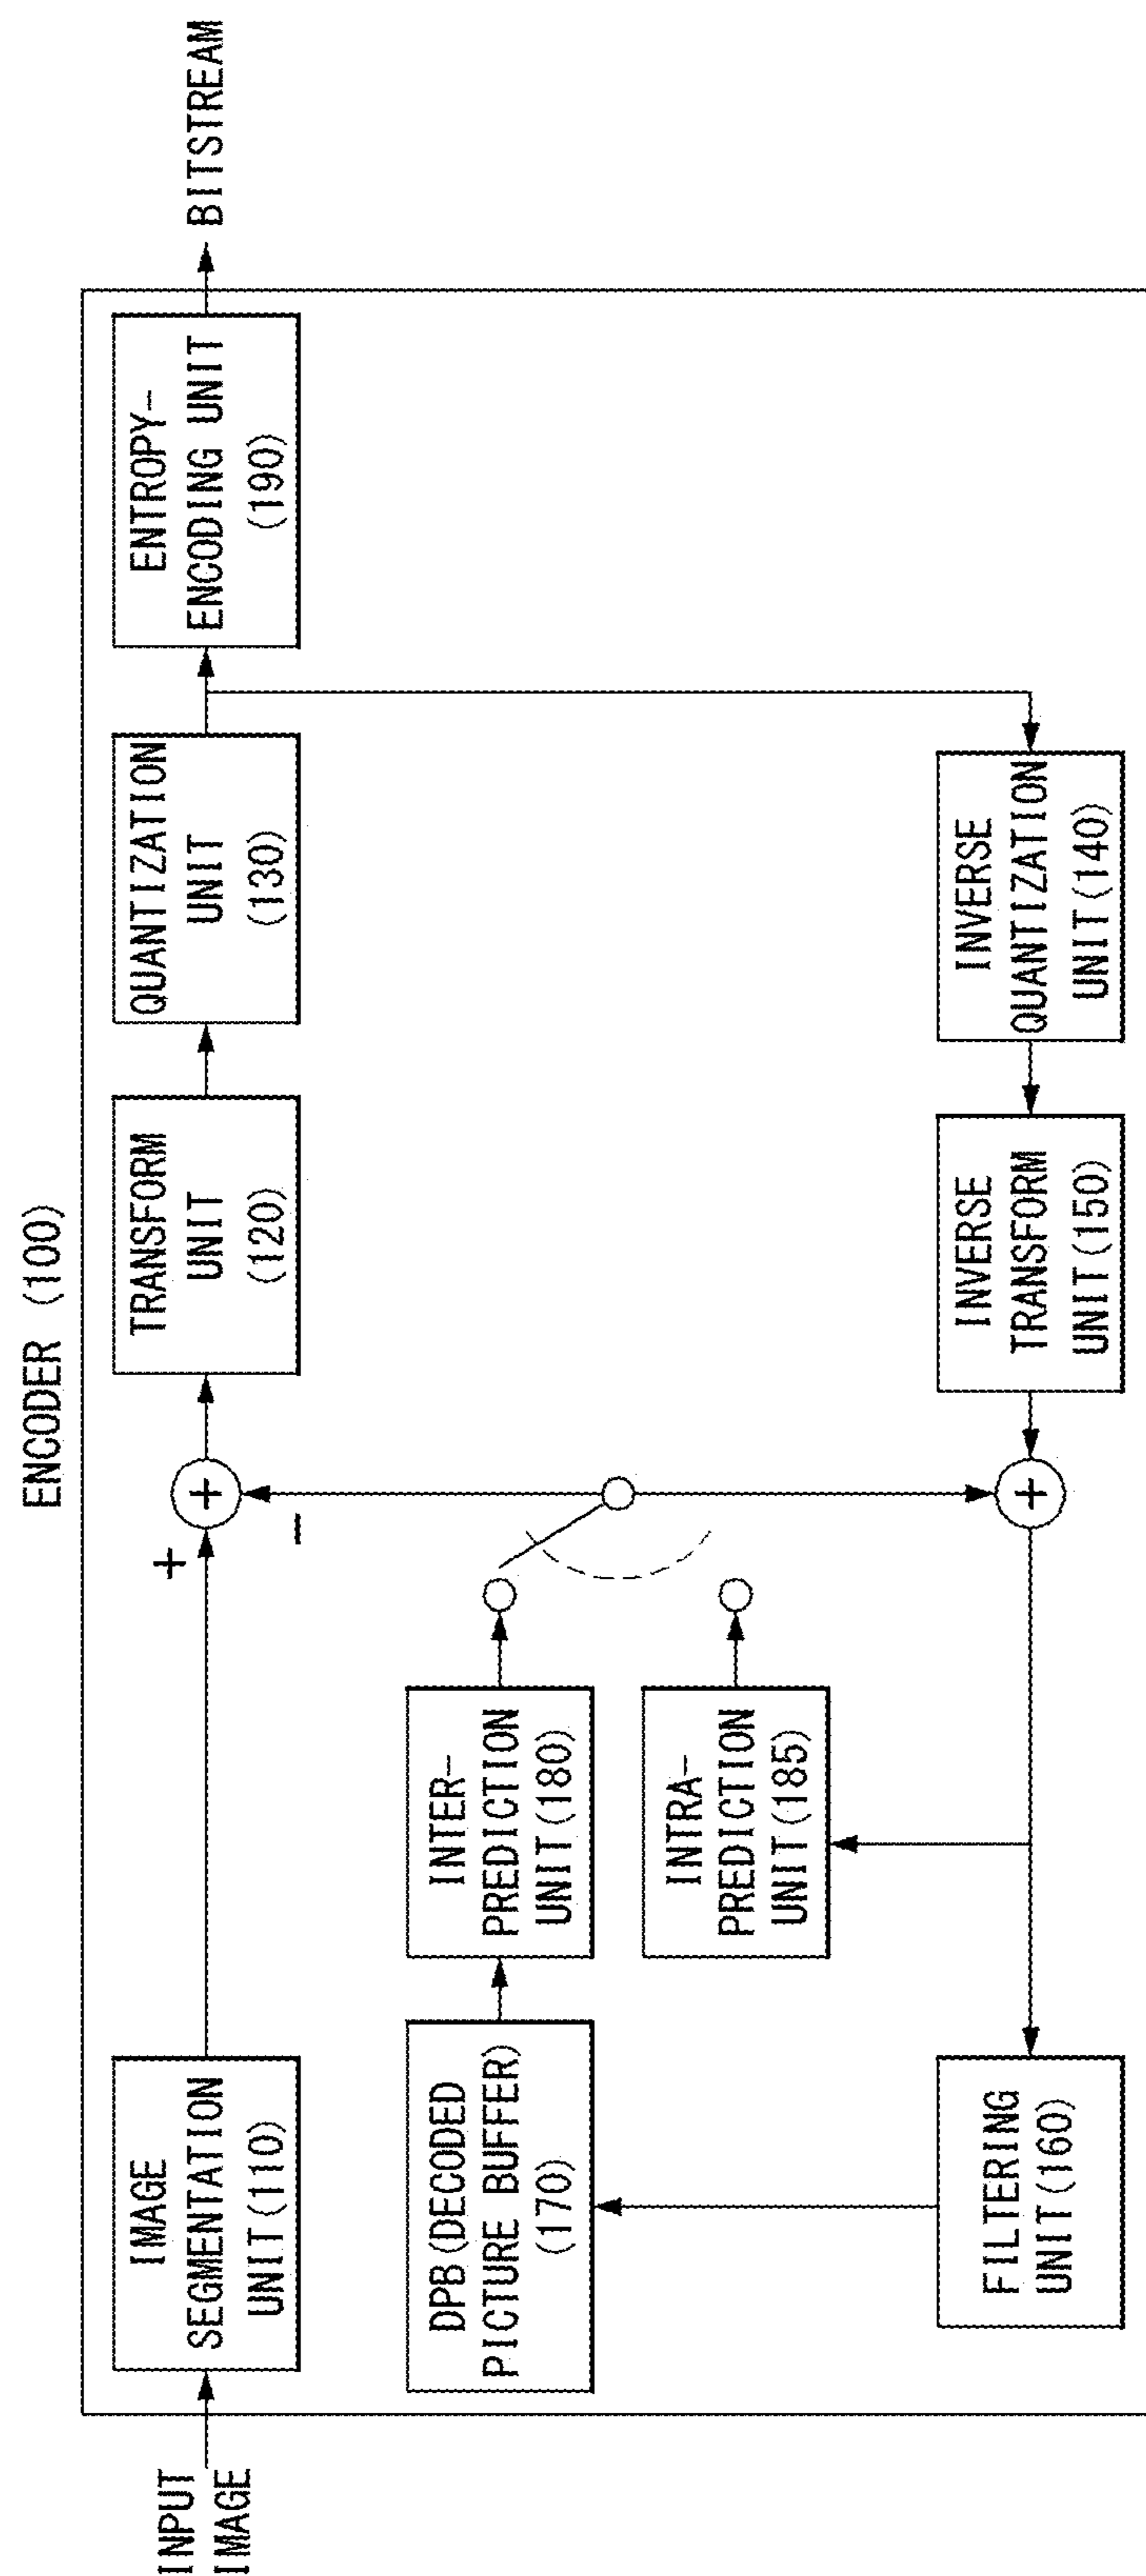 ENCODER (100)
INPUT
IMAGE
IMAGE
SEGMENTATION
UNIT(110)
+
−
+
TRANSFORM
UNIT
(120)
QUANTIZATION
UNIT
(130)
ENTROPY-
ENCODING UNIT
(190)
BITSTREAM
DPB(DECODED
PICTURE BUFFER)
(170)
INTER-
PREDICTION
UNIT(180)
INTRA-
PREDICTION
UNIT(185)
FILTERING
UNIT(160)
+
INVERSE
TRANSFORM
UNIT(150)
INVERSE
QUANTIZATION
UNIT(140)